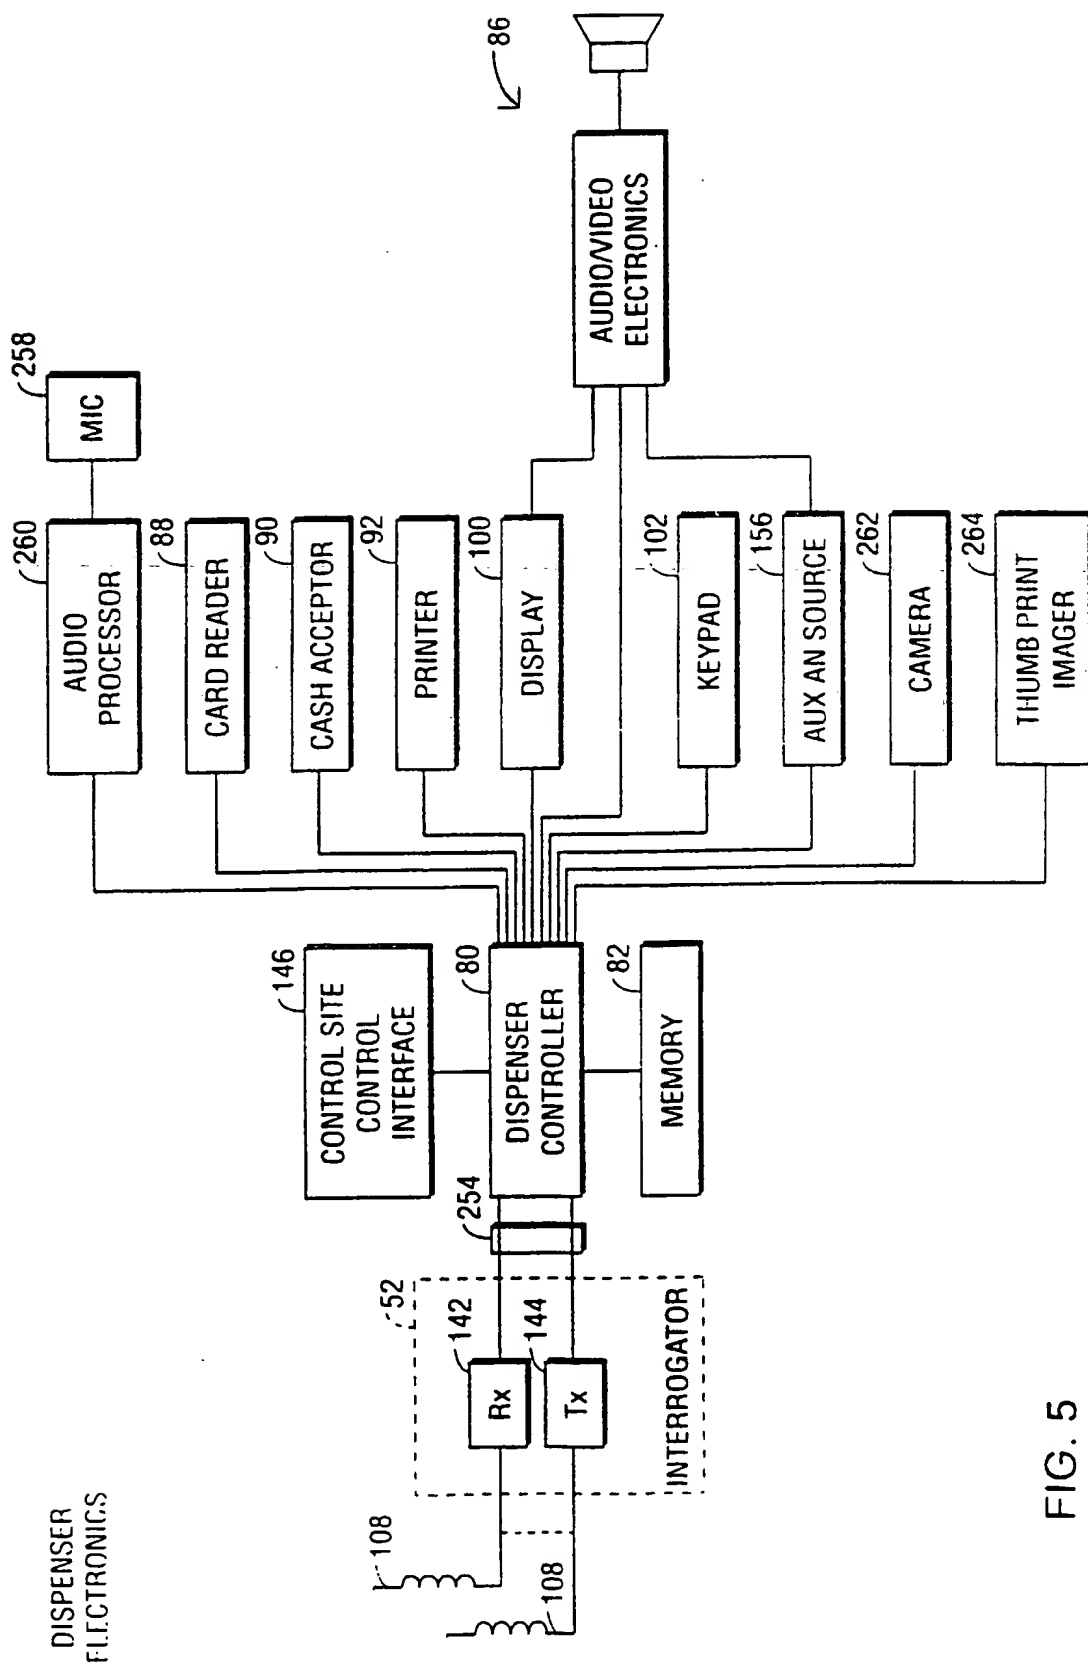 DISPENSER
ELECTRONICS
108
108
52
142
Rx
144
Tx
INTERROGATOR
254
146
CONTROL SITE
CONTROL
INTERFACE
80
DISPENSER
CONTROLLER
82
MEMORY
258
MIC
260
AUDIO
PROCESSOR
88
CARD READER
90
CASH ACCEPTOR
92
PRINTER
100
DISPLAY
102
KEYPAD
156
AUX AN SOURCE
262
CAMERA
264
THUMB PRINT
IMAGER
86
AUDIO/VIDEO
ELECTRONICS
FIG. 5